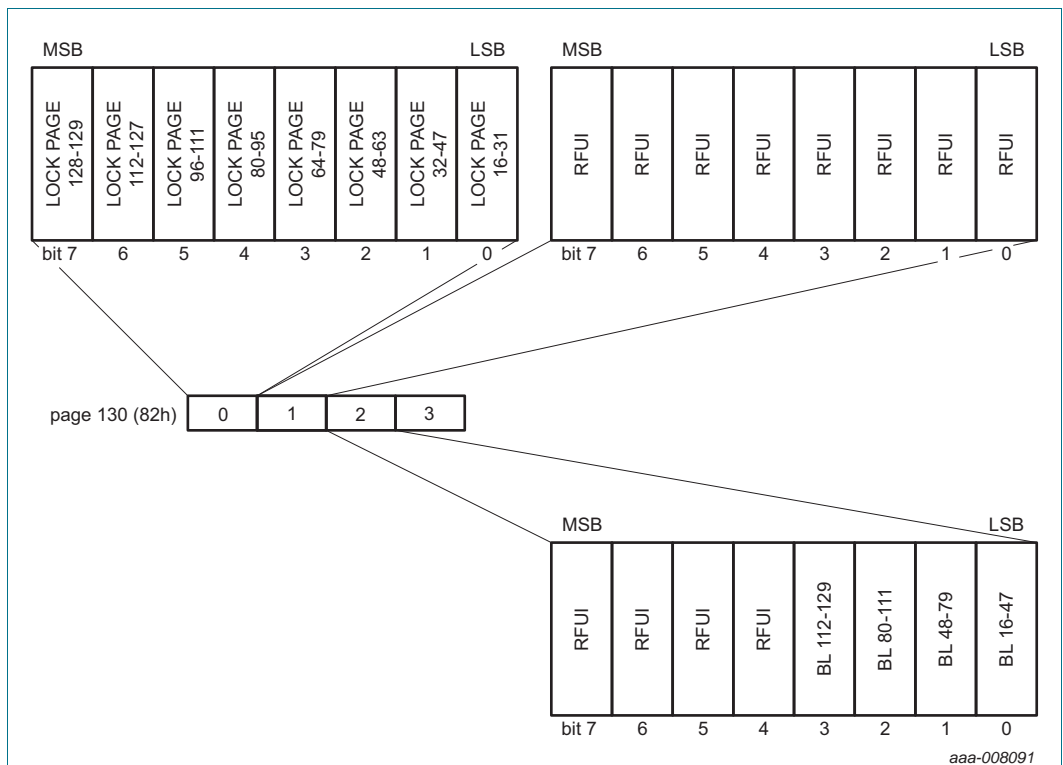 MSB LSB
LOCK PAGE
128-129
LOCK PAGE
112-127
LOCK PAGE
96-111
LOCK PAGE
80-95
LOCK PAGE
64-79
LOCK PAGE
48-63
LOCK PAGE
32-47
LOCK PAGE
16-31
bit 7 6 5 4 3 2 1 0
MSB LSB
RFUI
RFUI
RFUI
RFUI
RFUI
RFUI
RFUI
RFUI
bit 7 6 5 4 3 2 1 0
page 130 (82h) 0 1 2 3
MSB LSB
RFUI
RFUI
RFUI
RFUI
BL 112-129
BL 80-111
BL 48-79
BL 16-47
bit 7 6 5 4 3 2 1 0
aaa-008091